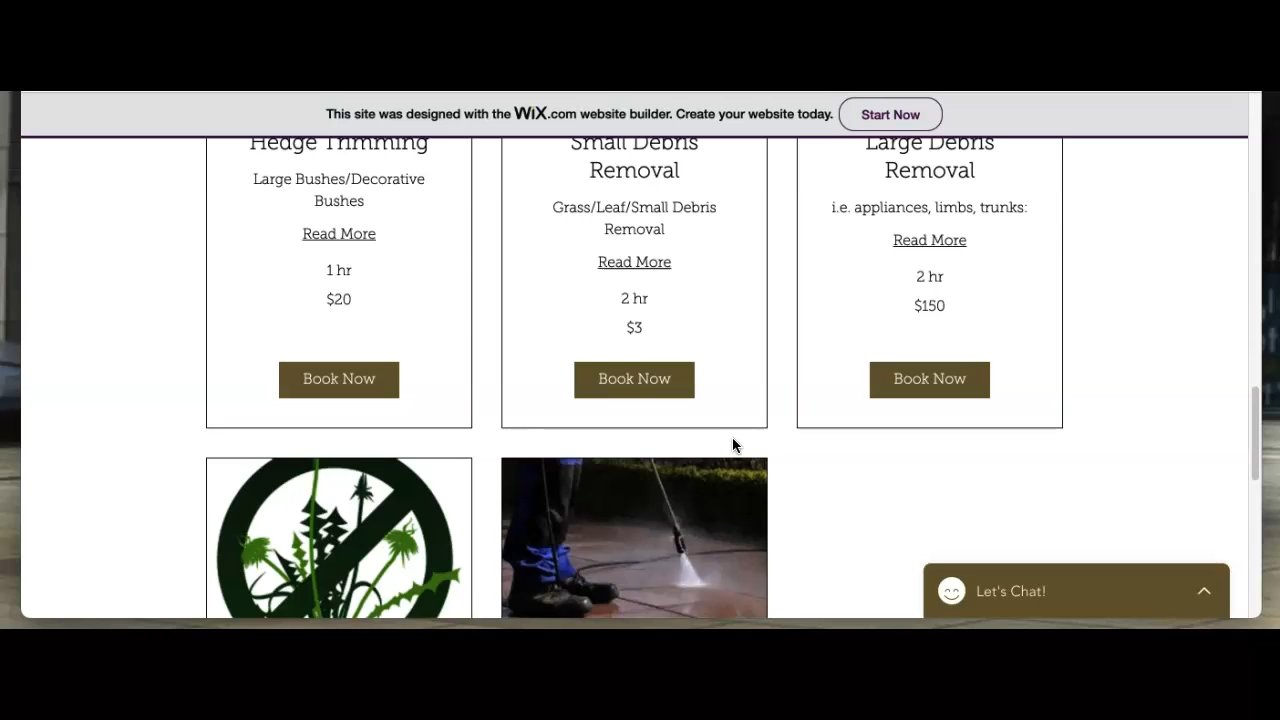 This site was designed with the WiX.com website builder. Create your website today.
Start Now
Hedge Trimming
Large Bushes/Decorative
Bushes
Read More
1 hr
$20
Book Now
Small Debris
Removal
Grass/Leaf/Small Debris
Removal
Read More
2 hr
$3
Book Now
Large Debris
Removal
i.e. appliances, limbs, trunks:
Read More
2 hr
$150
Book Now
Let's Chat!